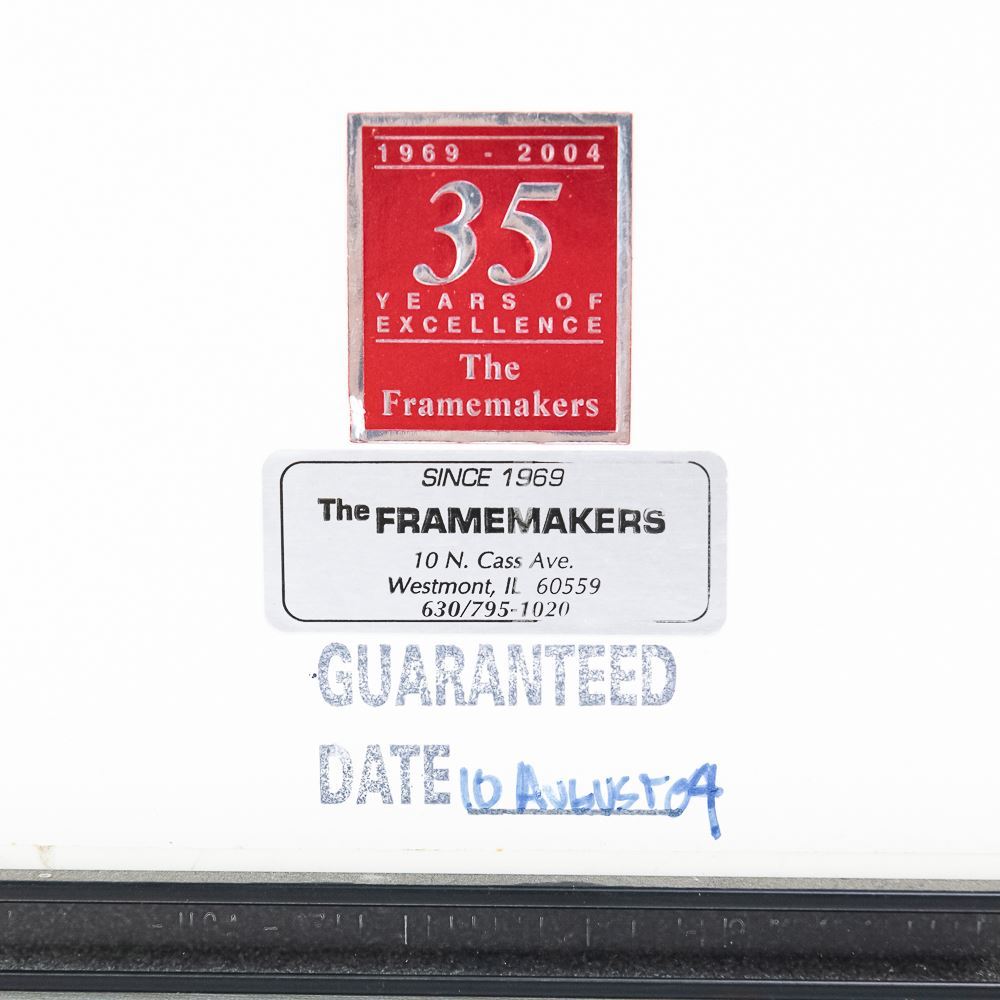 1969 - 2004
35
YEARS OF
EXCELLENCE
The
Framemakers
SINCE 1969
The FRAMEMAKERS
10 N. Cass Ave.
Westmont, IL 60559
630/795-1020
GUARANTEED
DATE 10 AUGUST 04